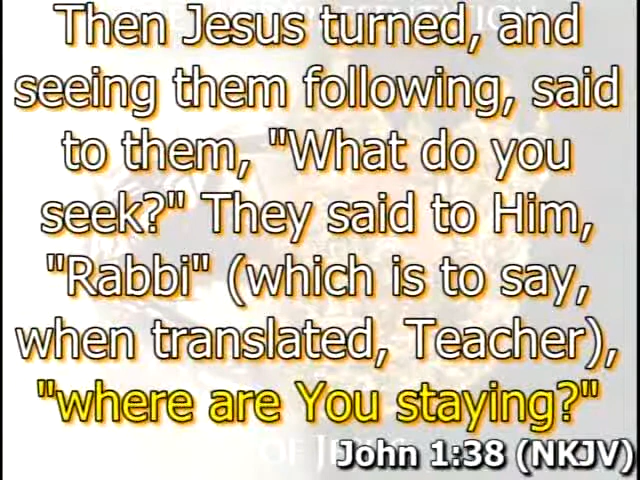 Then Jesus turned, and
seeing them following, said
to them, "What do you
seek?" They said to Him,
"Rabbi" (which is to say,
when translated, Teacher),
"where are You staying?"
John 1:38 (NKJV)